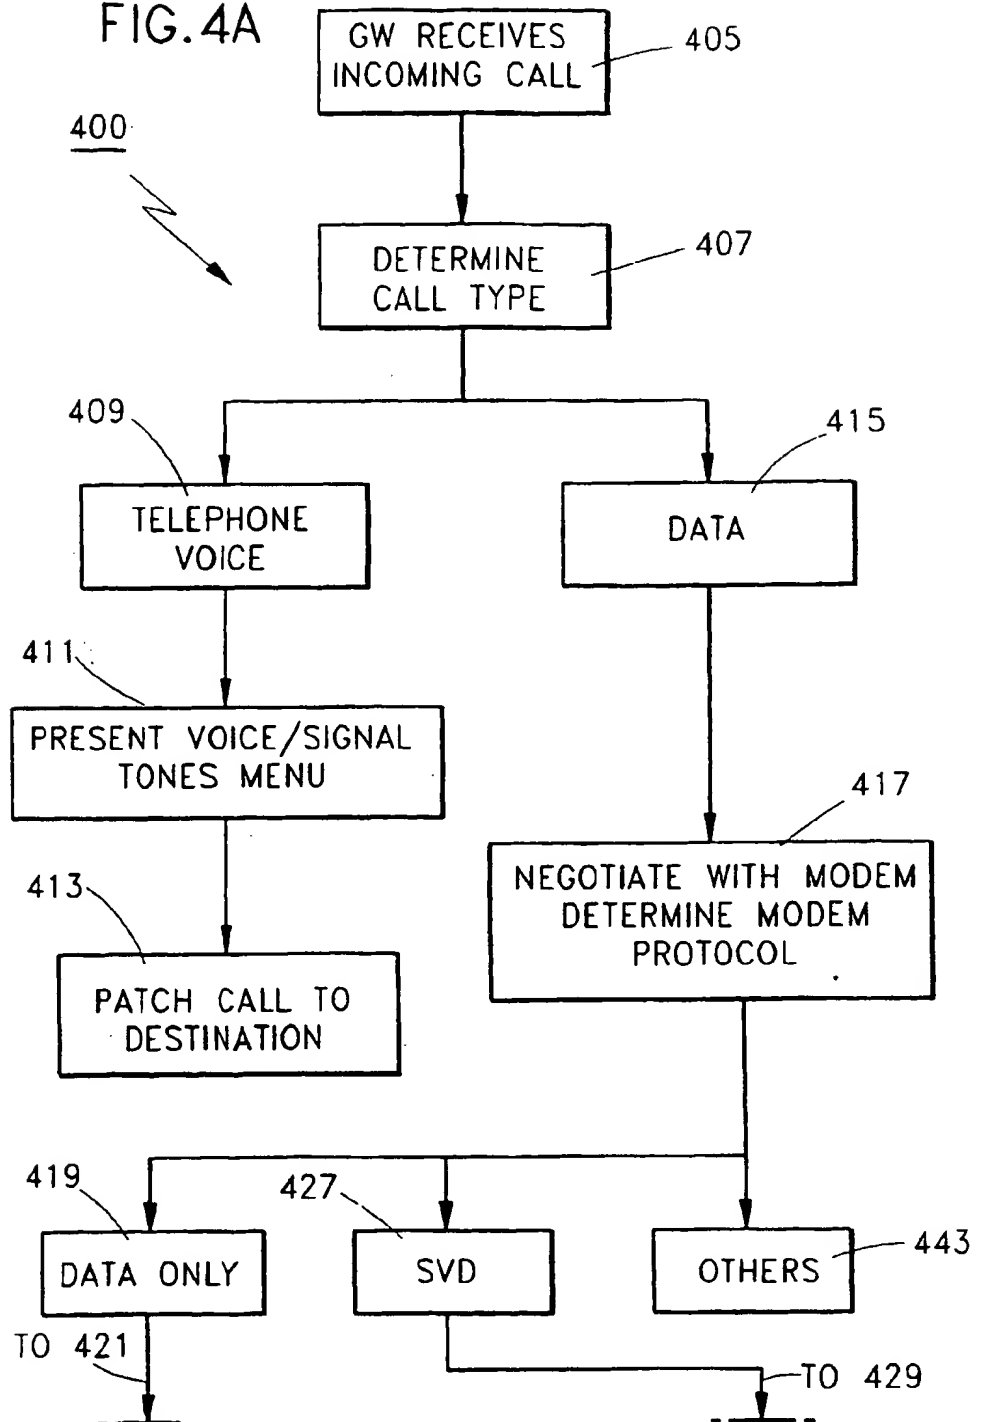 FIG.4A
GW RECEIVES
INCOMING CALL
405
400
DETERMINE
CALL TYPE
407
409
415
TELEPHONE
VOICE
DATA
411
PRESENT VOICE/SIGNAL
TONES MENU
417
413
NEGOTIATE WITH MODEM
DETERMINE MODEM
PROTOCOL
PATCH CALL TO
DESTINATION
419
427
443
DATA ONLY
SVD
OTHERS
TO 421
TO 429